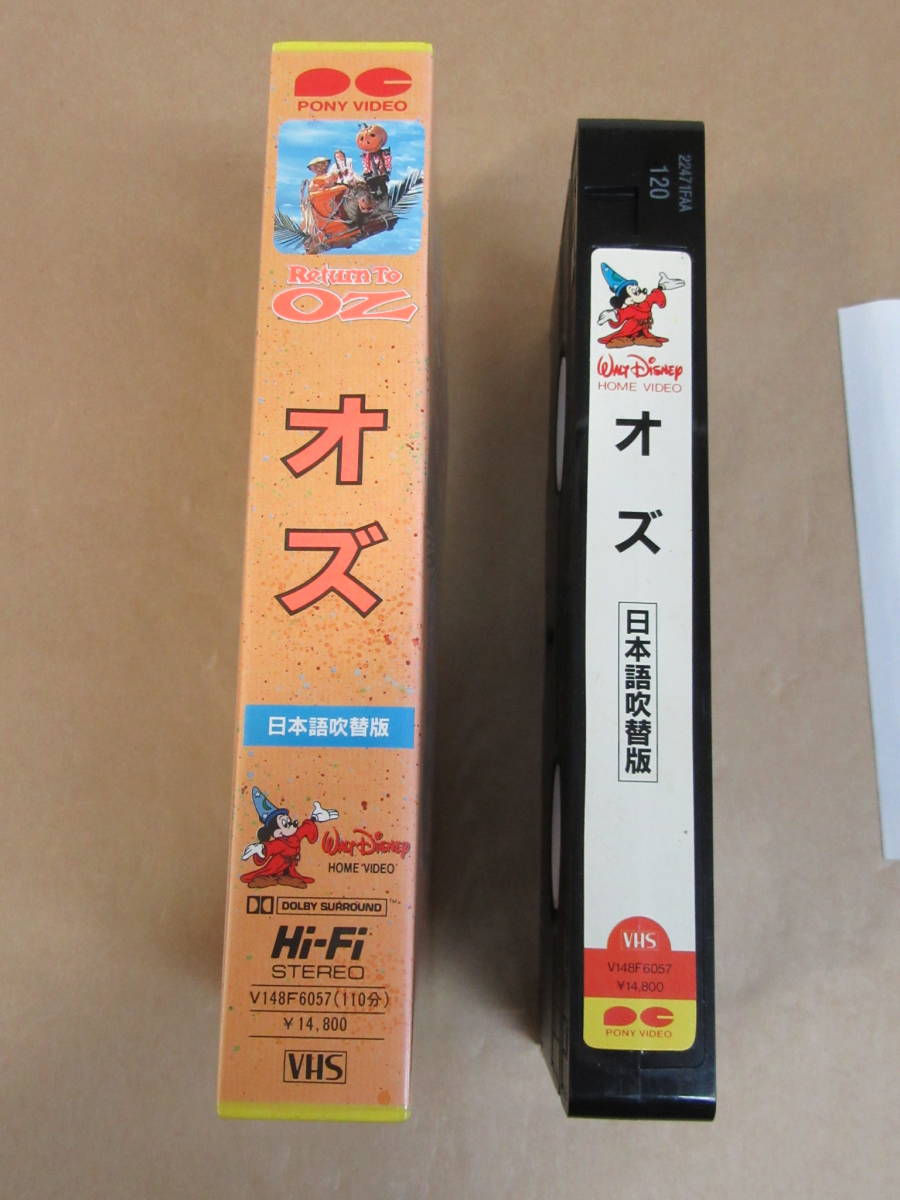 PONY VIDEO
Return To
OZ
オズ
日本語吹替版
WALT DISNEY
HOME VIDEO
DOLBY SURROUND™
Hi-Fi
STEREO
V148F6057(110分)
￥14,800
VHS
22471FAA
120
WALT DISNEY
HOME VIDEO
オズ
日本語吹替版
VHS
V148F6057
￥14,800
PONY VIDEO